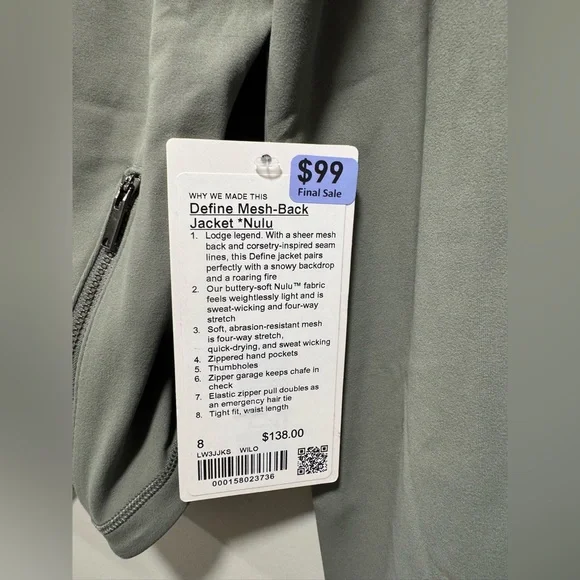 $99
Final Sale
WHY WE MADE THIS
Define Mesh-Back
Jacket *Nulu
1. Lodge legend. With a sheer mesh
back and corsetry-inspired seam
lines, this Define jacket pairs
perfectly with a snowy backdrop
and a roaring fire
2. Our buttery-soft Nulu™ fabric
feels weightlessly light and is
sweat-wicking and four-way
stretch
3. Soft, abrasion-resistant mesh
is four-way stretch,
quick-drying, and sweat wicking
4. Zippered hand pockets
5. Thumbholes
6. Zipper garage keeps chafe in
check
7. Elastic zipper pull doubles as
an emergency hair tie
8. Tight fit, waist length
8 $138.00
LW3JJKS WILO
000158023736